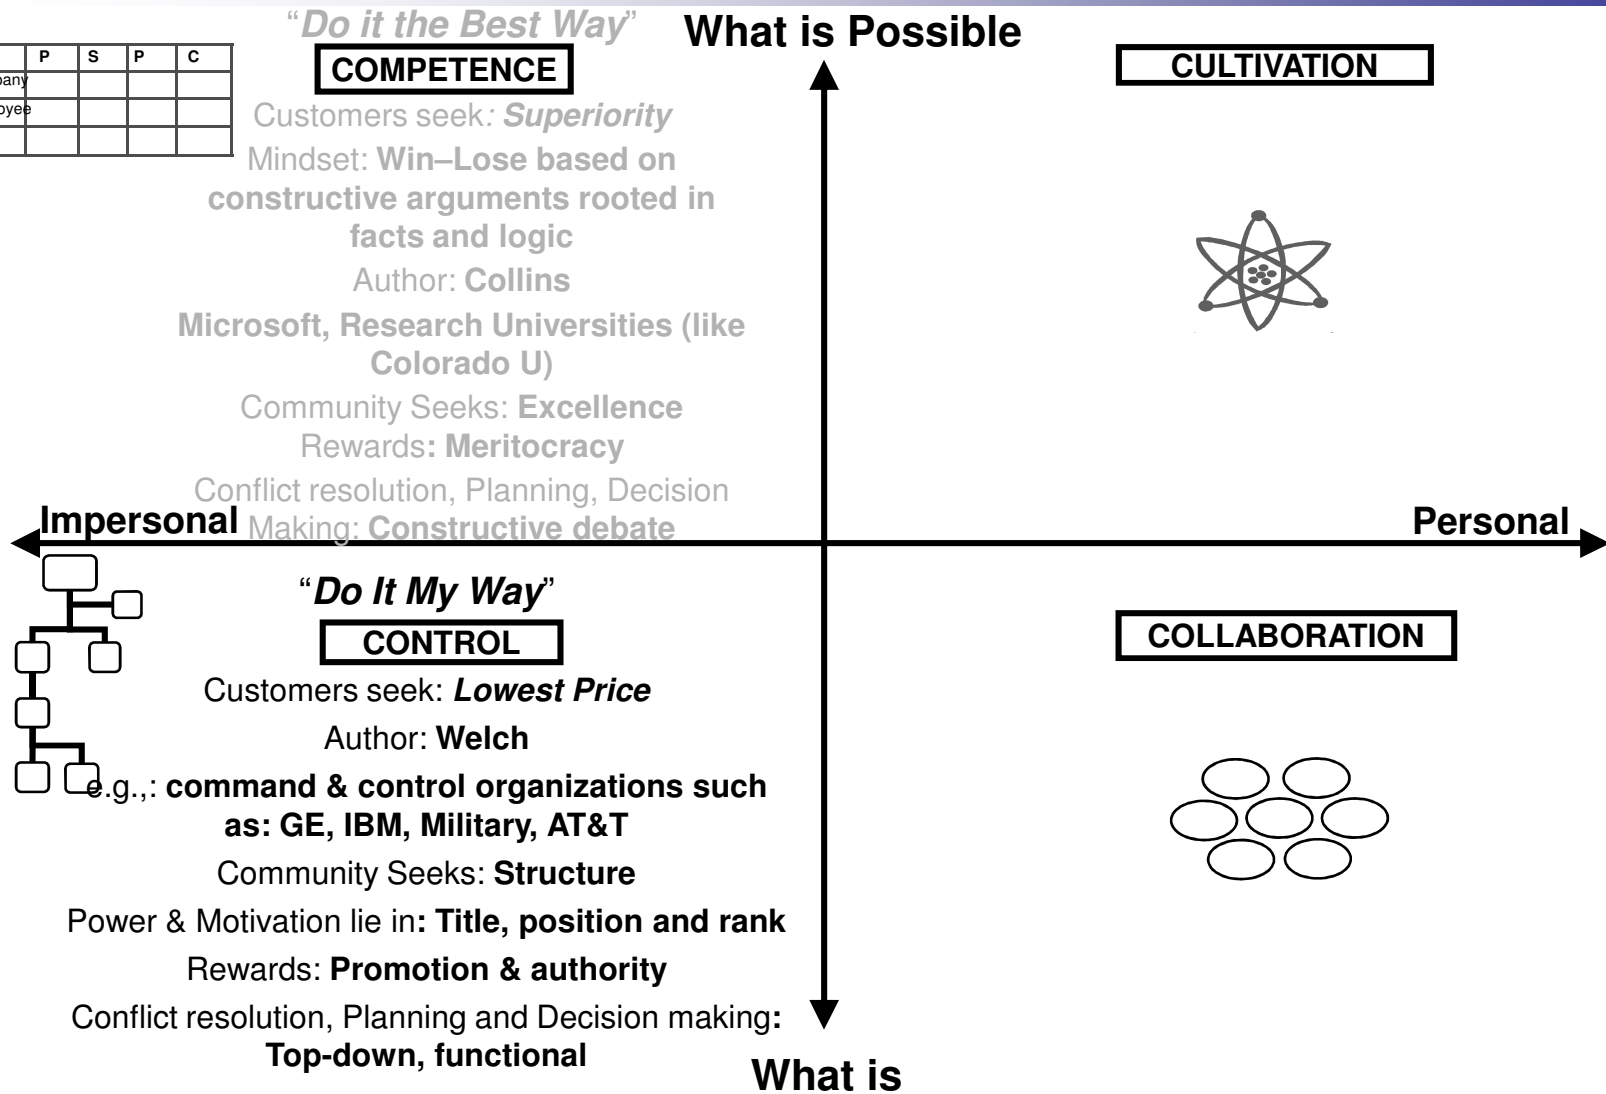 “Do it the Best Way”
What is Possible
P S P C
COMPETENCE
CULTIVATION
Customers seek: Superiority
Mindset: Win–Lose based on
constructive arguments rooted in
facts and logic
Author: Collins
Microsoft, Research Universities (like
Colorado U)
Community Seeks: Excellence
Rewards: Meritocracy
Conflict resolution, Planning, Decision
Making: Constructive debate
Impersonal
Personal
“Do It My Way”
CONTROL
COLLABORATION
Customers seek: Lowest Price
Author: Welch
e.g.,: command & control organizations such
as: GE, IBM, Military, AT&T
Community Seeks: Structure
Power & Motivation lie in: Title, position and rank
Rewards: Promotion & authority
Conflict resolution, Planning and Decision making:
Top-down, functional
What is